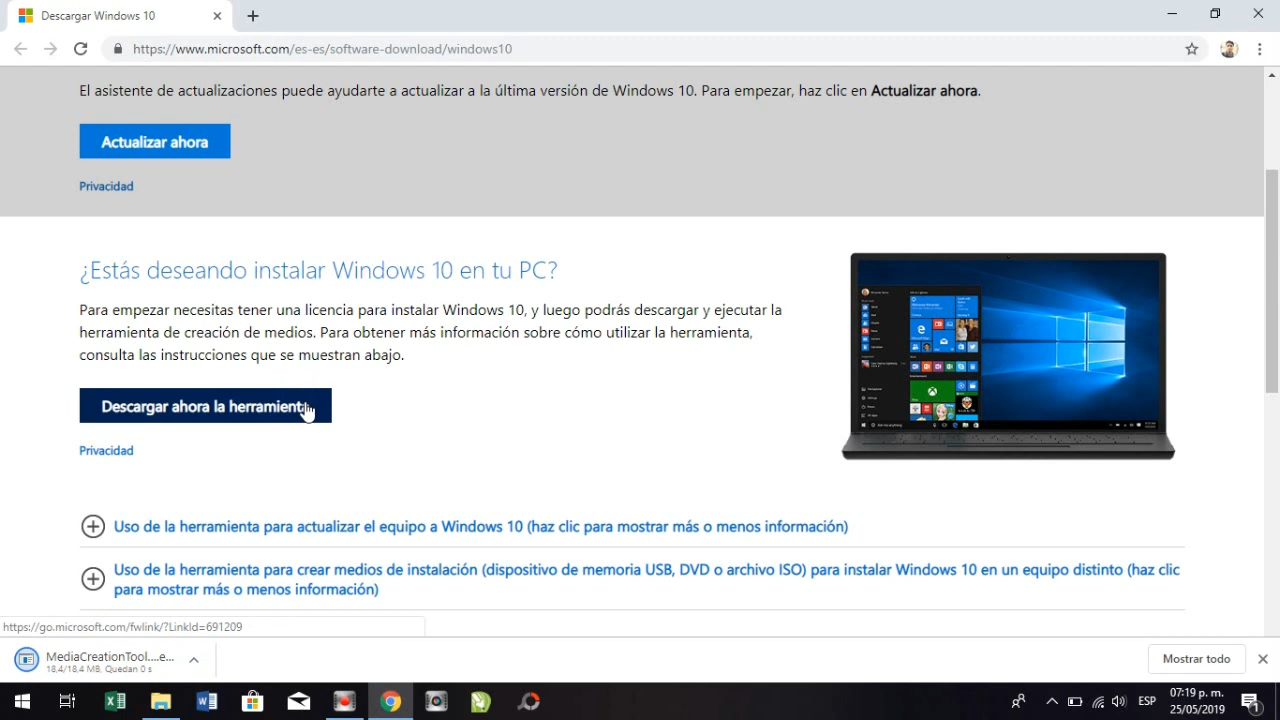 Descargar Windows 10
https://www.microsoft.com/es-es/software-download/windows10
El asistente de actualizaciones puede ayudarte a actualizar a la última versión de Windows 10. Para empezar, haz clic en Actualizar ahora.
Actualizar ahora
Privacidad
¿Estás deseando instalar Windows 10 en tu PC?
Para empezar necesitas tener una licencia para instalar Windows 10, y luego podrás descargar y ejecutar la
herramienta de creación de medios. Para obtener más información sobre cómo utilizar la herramienta,
consulta las instrucciones que se muestran abajo.
Descargar ahora la herramienta
Privacidad
Uso de la herramienta para actualizar el equipo a Windows 10 (haz clic para mostrar más o menos información)
Uso de la herramienta para crear medios de instalación (dispositivo de memoria USB, DVD o archivo ISO) para instalar Windows 10 en un equipo distinto (haz clic
para mostrar más o menos información)
https://go.microsoft.com/fwlink/?LinkId=691209
MediaCreationTool....e...
18,4/18,4 MB, Quedan 0 s
Mostrar todo
ESP
07:19 p. m.
25/05/2019
1